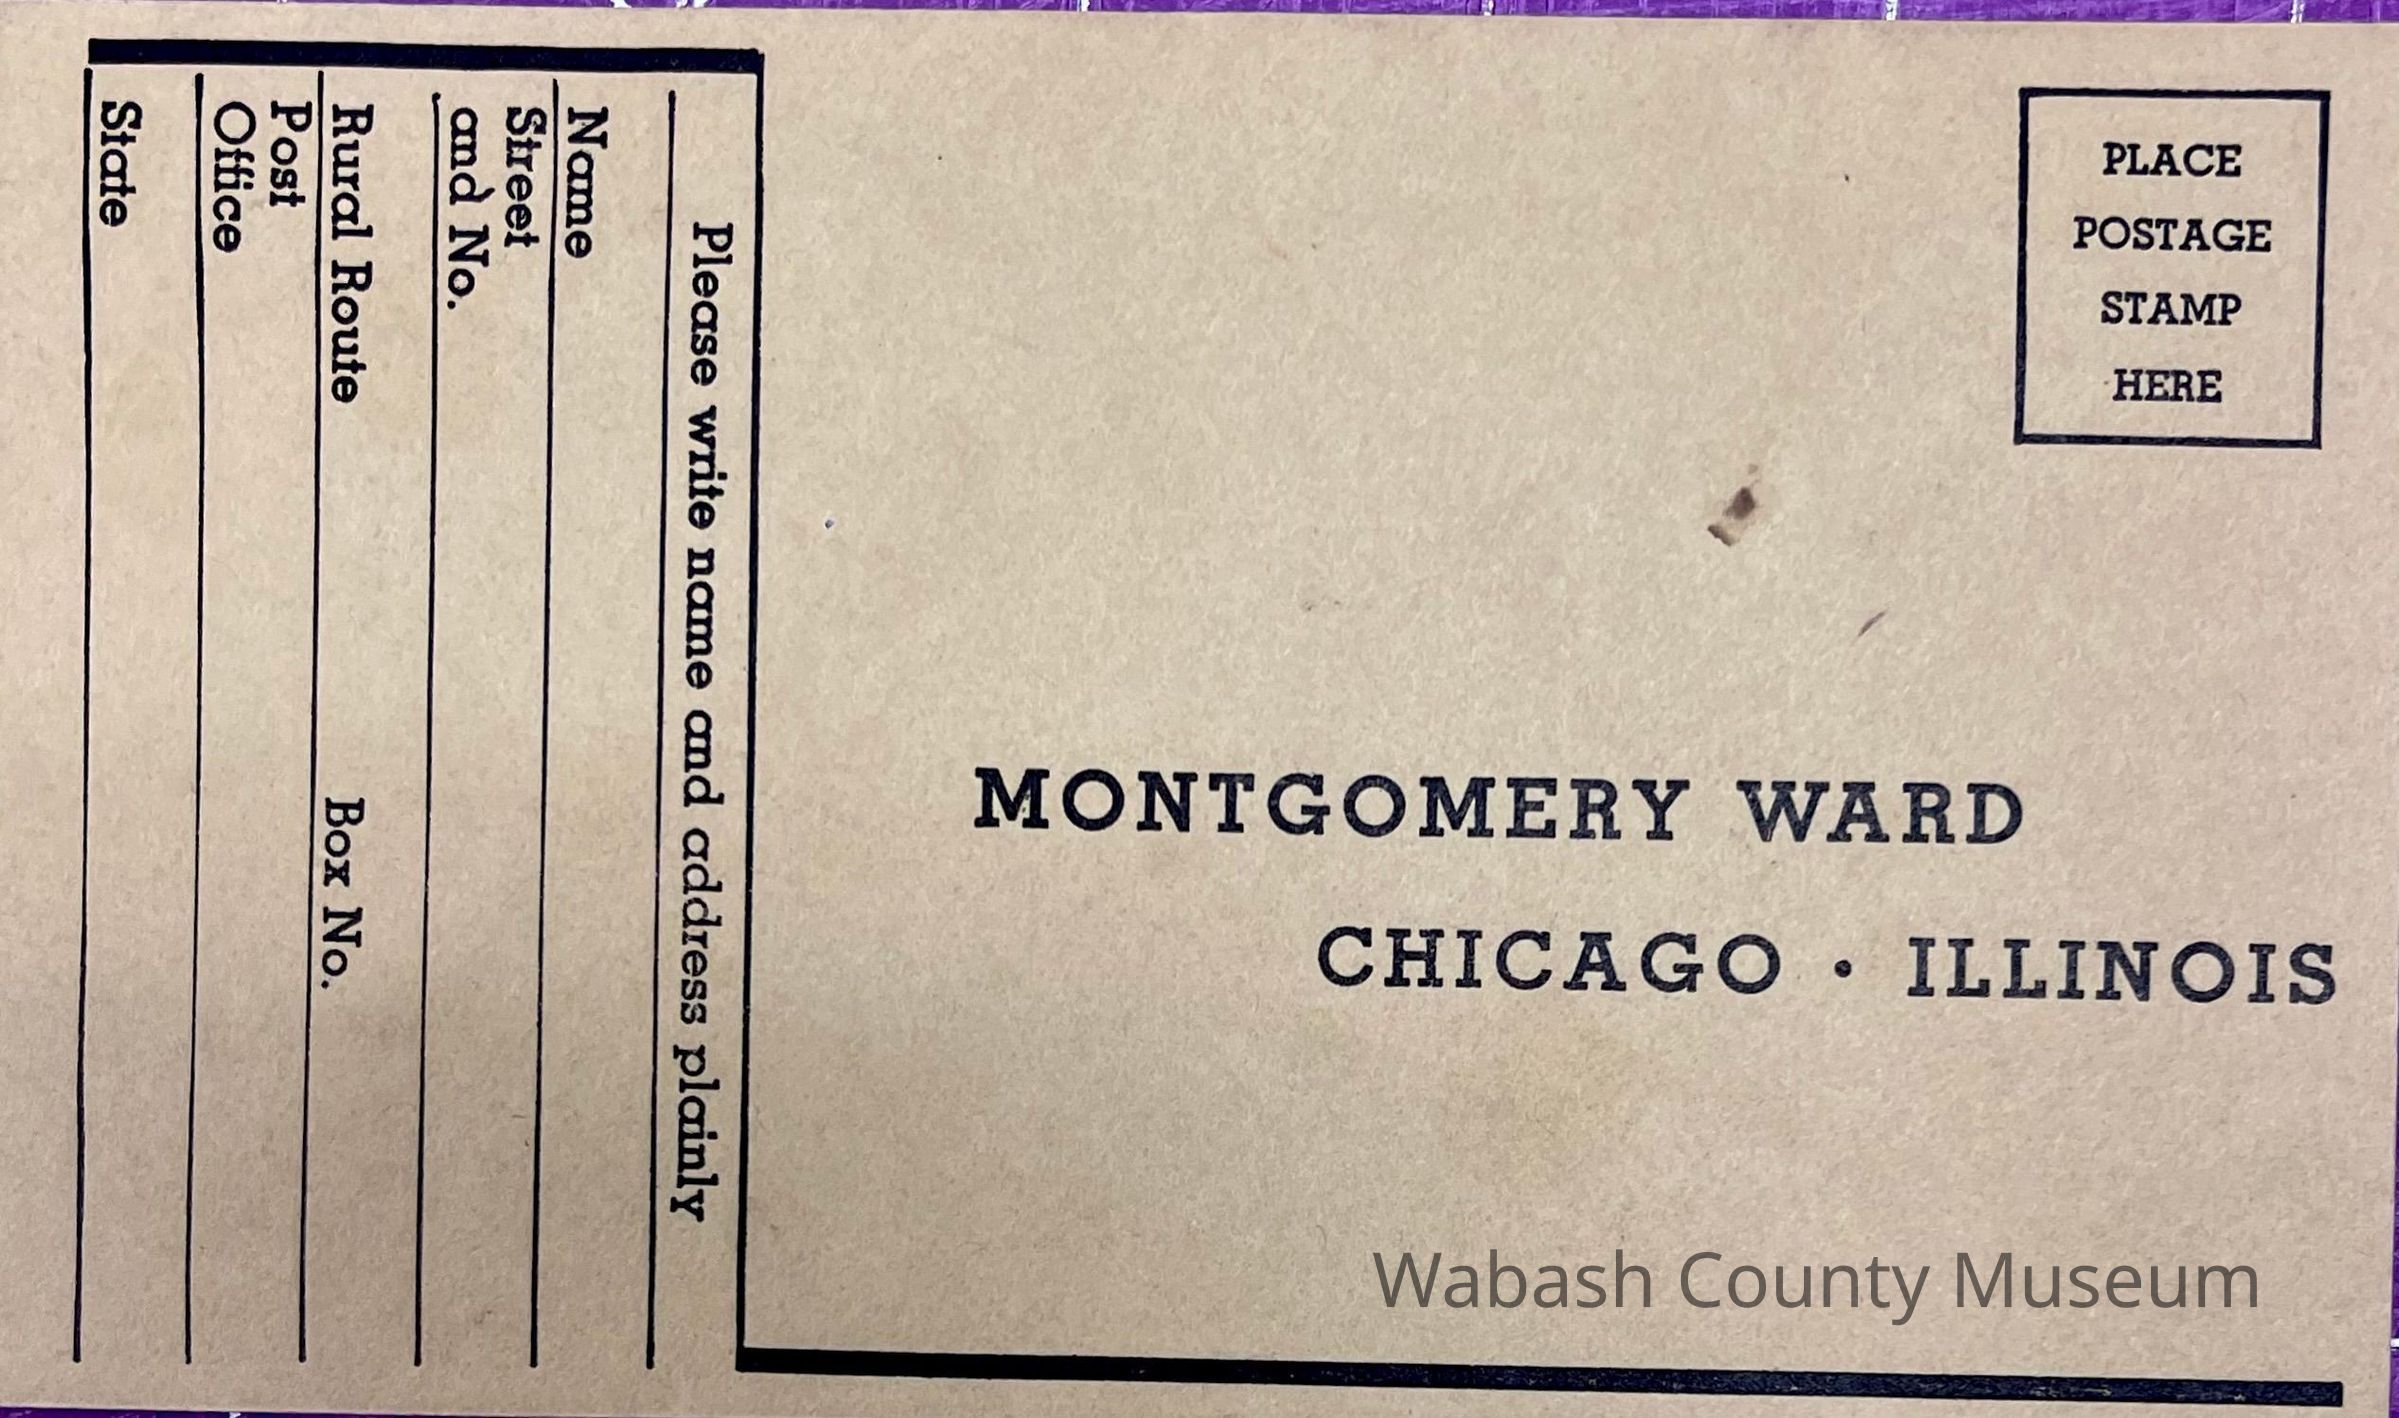 PLACE
POSTAGE
STAMP
HERE
MONTGOMERY WARD
CHICAGO • ILLINOIS
Please write name and address plainly
Name
Street
and No.
Rural Route Box No.
Post
Office
State
Wabash County Museum